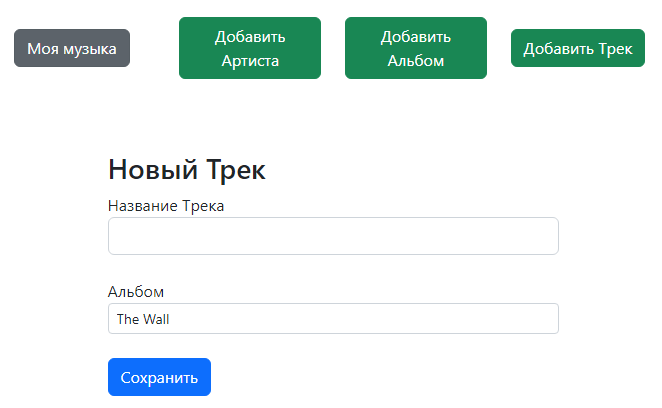 Моя музыка
Добавить
Артиста
Добавить
Альбом
Добавить Трек
Новый Трек
Название Трека
Альбом
The Wall
Сохранить